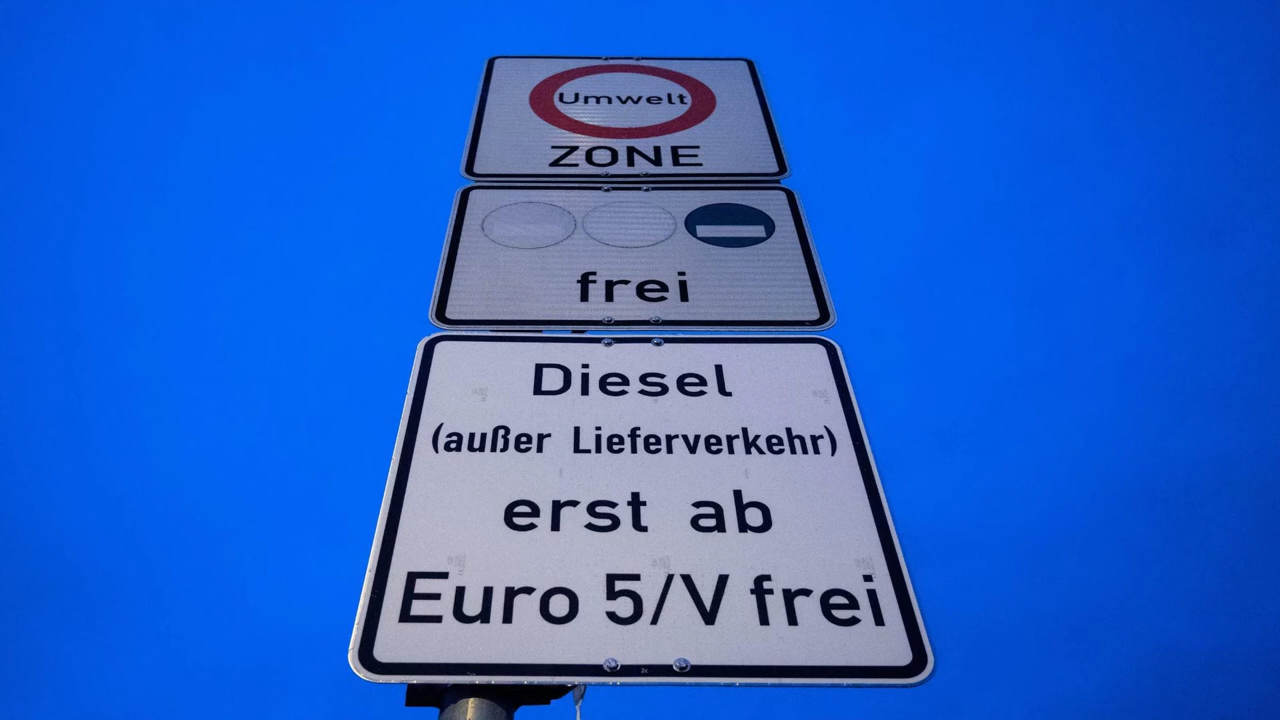 Umwelt
ZONE
frei
Diesel
(außer Lieferverkehr)
erst ab
Euro 5/V frei